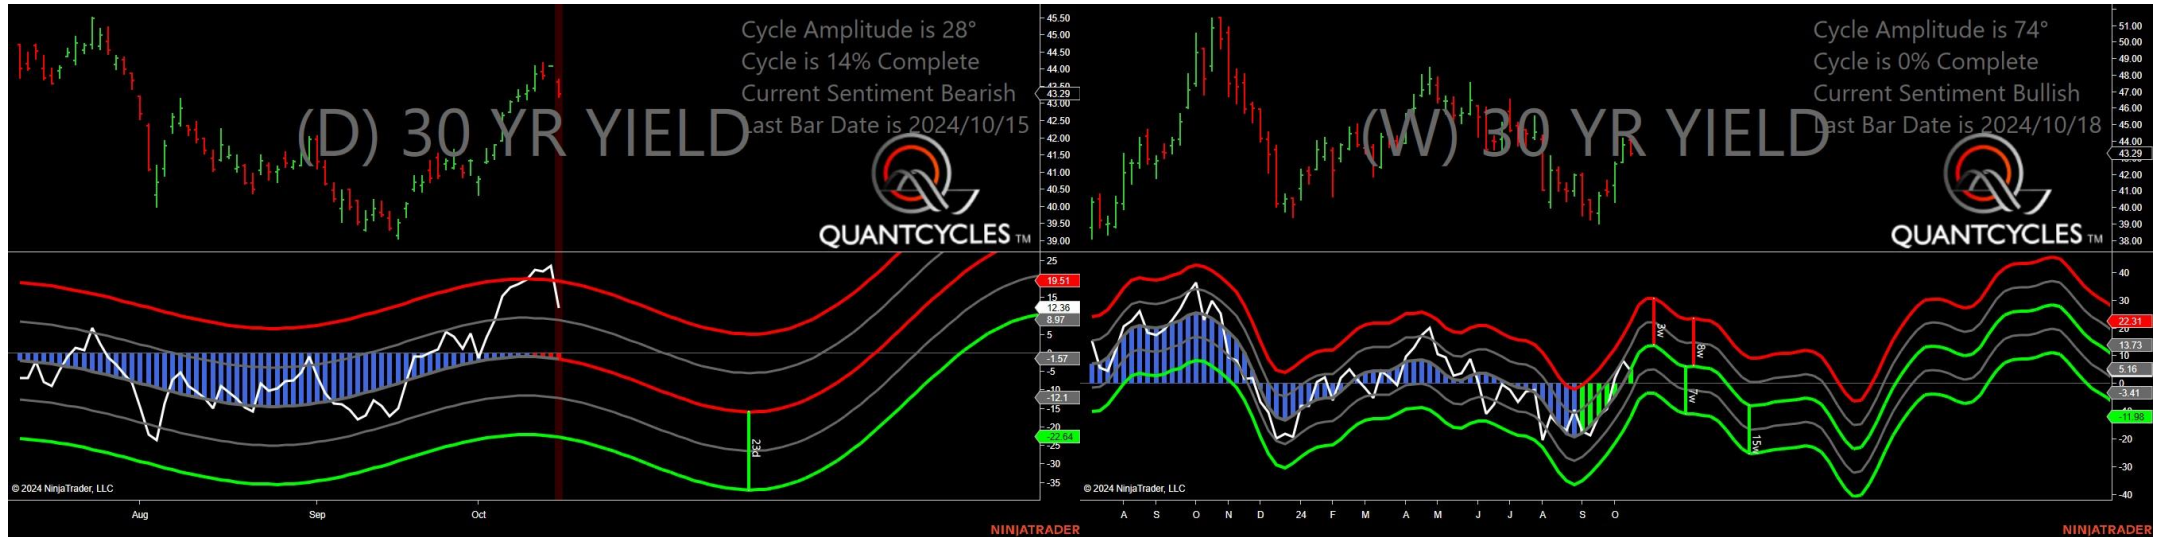 Cycle Amplitude is 28°
Cycle is 14% Complete
Current Sentiment Bearish
Last Bar Date is 2024/10/15
(D) 30 YR YIELD
QUANTCYCLES TM
45.50
45.00
44.50
44.00
43.50
43.29
43.00
42.50
42.00
41.50
41.00
40.50
40.00
39.50
39.00
25
19.51
15
12.36
8.97
5
-1.57
-5
-10
-12.1
-15
-20
-22.64
-25
-30
-35
23d
© 2024 NinjaTrader, LLC
Aug Sep Oct
NINJATRADER
Cycle Amplitude is 74°
Cycle is 0% Complete
Current Sentiment Bullish
Last Bar Date is 2024/10/18
(W) 30 YR YIELD
QUANTCYCLES TM
51.00
50.00
49.00
48.00
47.00
46.00
45.00
44.00
43.29
42.00
41.00
40.00
39.00
38.00
40
30
22.31
20
13.73
10
5.16
0
-3.41
-11.98
-20
-30
-40
3w
8w
7w
15w
© 2024 NinjaTrader, LLC
A S O N D 24 F M A M J J A S O
NINJATRADER